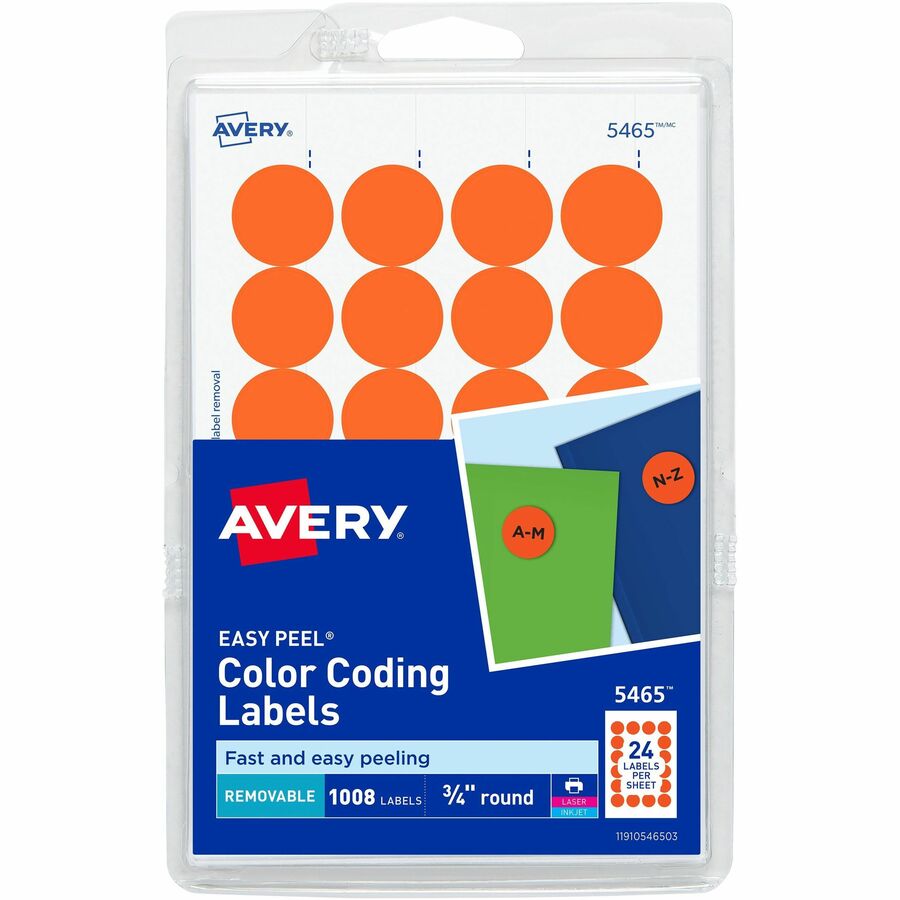 AVERY®
5465™/MC
label removal
A-M
N-Z
AVERY®
EASY PEEL®
Color Coding
Labels
Fast and easy peeling
REMOVABLE
1008 LABELS
3/4" round
LASER
INKJET
5465™
24
LABELS
PER
SHEET
11910546503